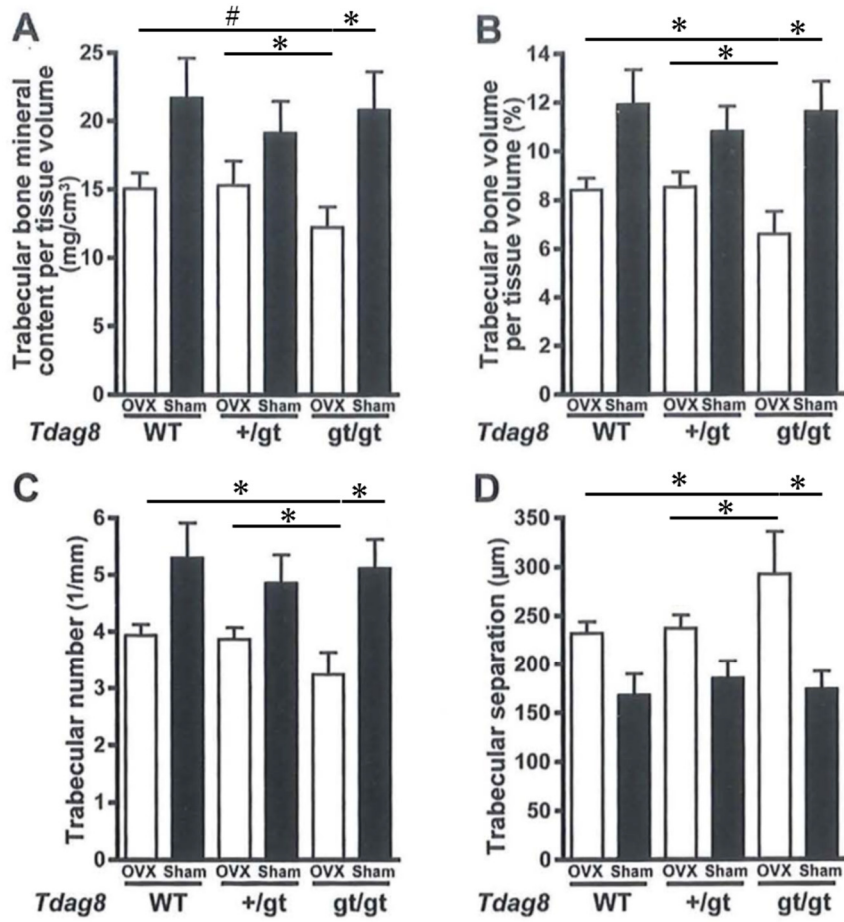 A
#
*
*
Trabecular bone mineral
content per tissue volume
(mg/cm³)
25
20
15
10
5
0
OVX Sham OVX Sham OVX Sham
Tdag8 WT +/gt gt/gt
B
*
*
*
Trabecular bone volume
per tissue volume (%)
14
12
10
8
6
4
2
0
OVX Sham OVX Sham OVX Sham
Tdag8 WT +/gt gt/gt
C
*
*
*
Trabecular number (1/mm)
6
5
4
3
2
1
0
OVX Sham OVX Sham OVX Sham
Tdag8 WT +/gt gt/gt
D
*
*
*
Trabecular separation (µm)
350
300
250
200
150
100
50
0
OVX Sham OVX Sham OVX Sham
Tdag8 WT +/gt gt/gt